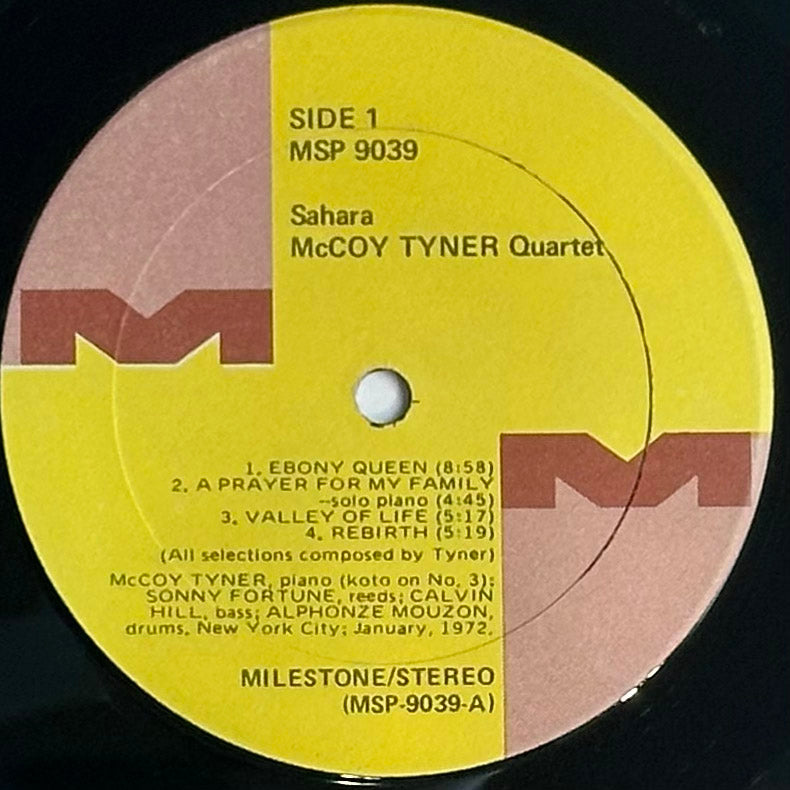 SIDE 1
MSP 9039
Sahara
McCOY TYNER Quartet
1. EBONY QUEEN (8:58)
2. A PRAYER FOR MY FAMILY
—solo piano (4:45)
3. VALLEY OF LIFE (5:17)
4. REBIRTH (5:19)
(All selections composed by Tyner)
McCOY TYNER, piano (koto on No. 3);
SONNY FORTUNE, reeds; CALVIN
HILL, bass; ALPHONZE MOUZON,
drums. New York City; January, 1972.
MILESTONE/STEREO
(MSP-9039-A)